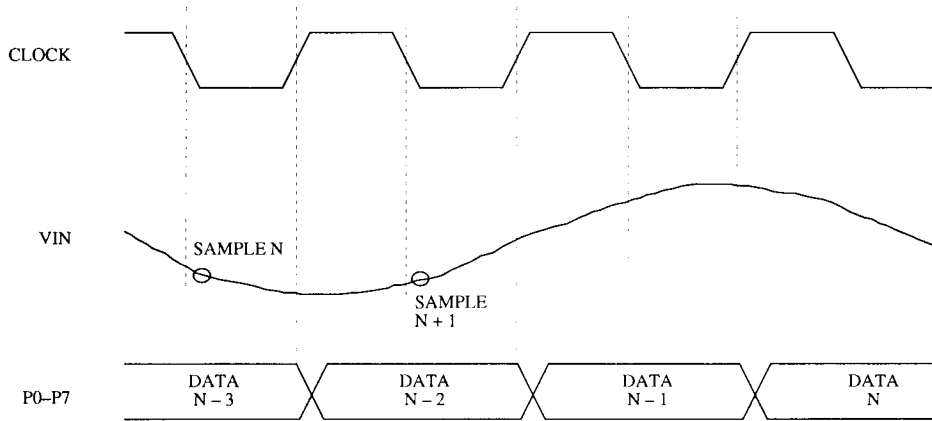 CLOCK
VIN
SAMPLE N
SAMPLE
N + 1
P0–P7
DATA
N – 3
DATA
N – 2
DATA
N – 1
DATA
N